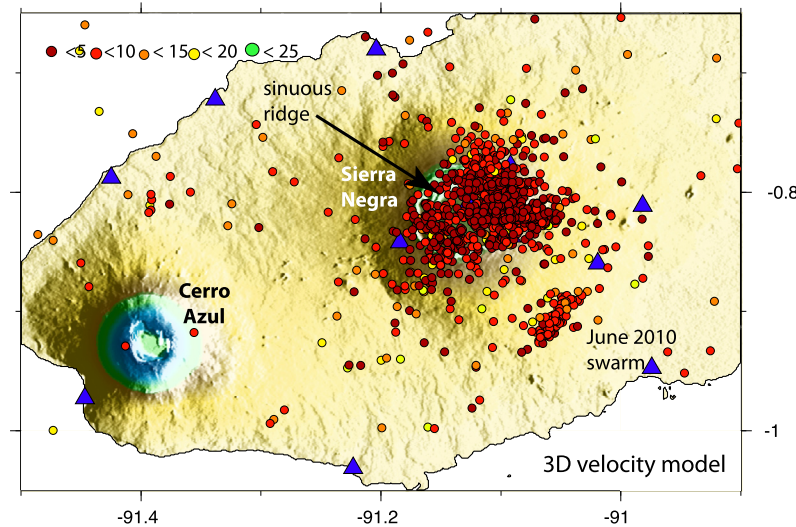 <5 <10 < 15 < 20 < 25
sinuous
ridge
Sierra
Negra
-0.8
Cerro
Azul
June 2010
swarm
-1
3D velocity model
-91.4 -91.2 -91